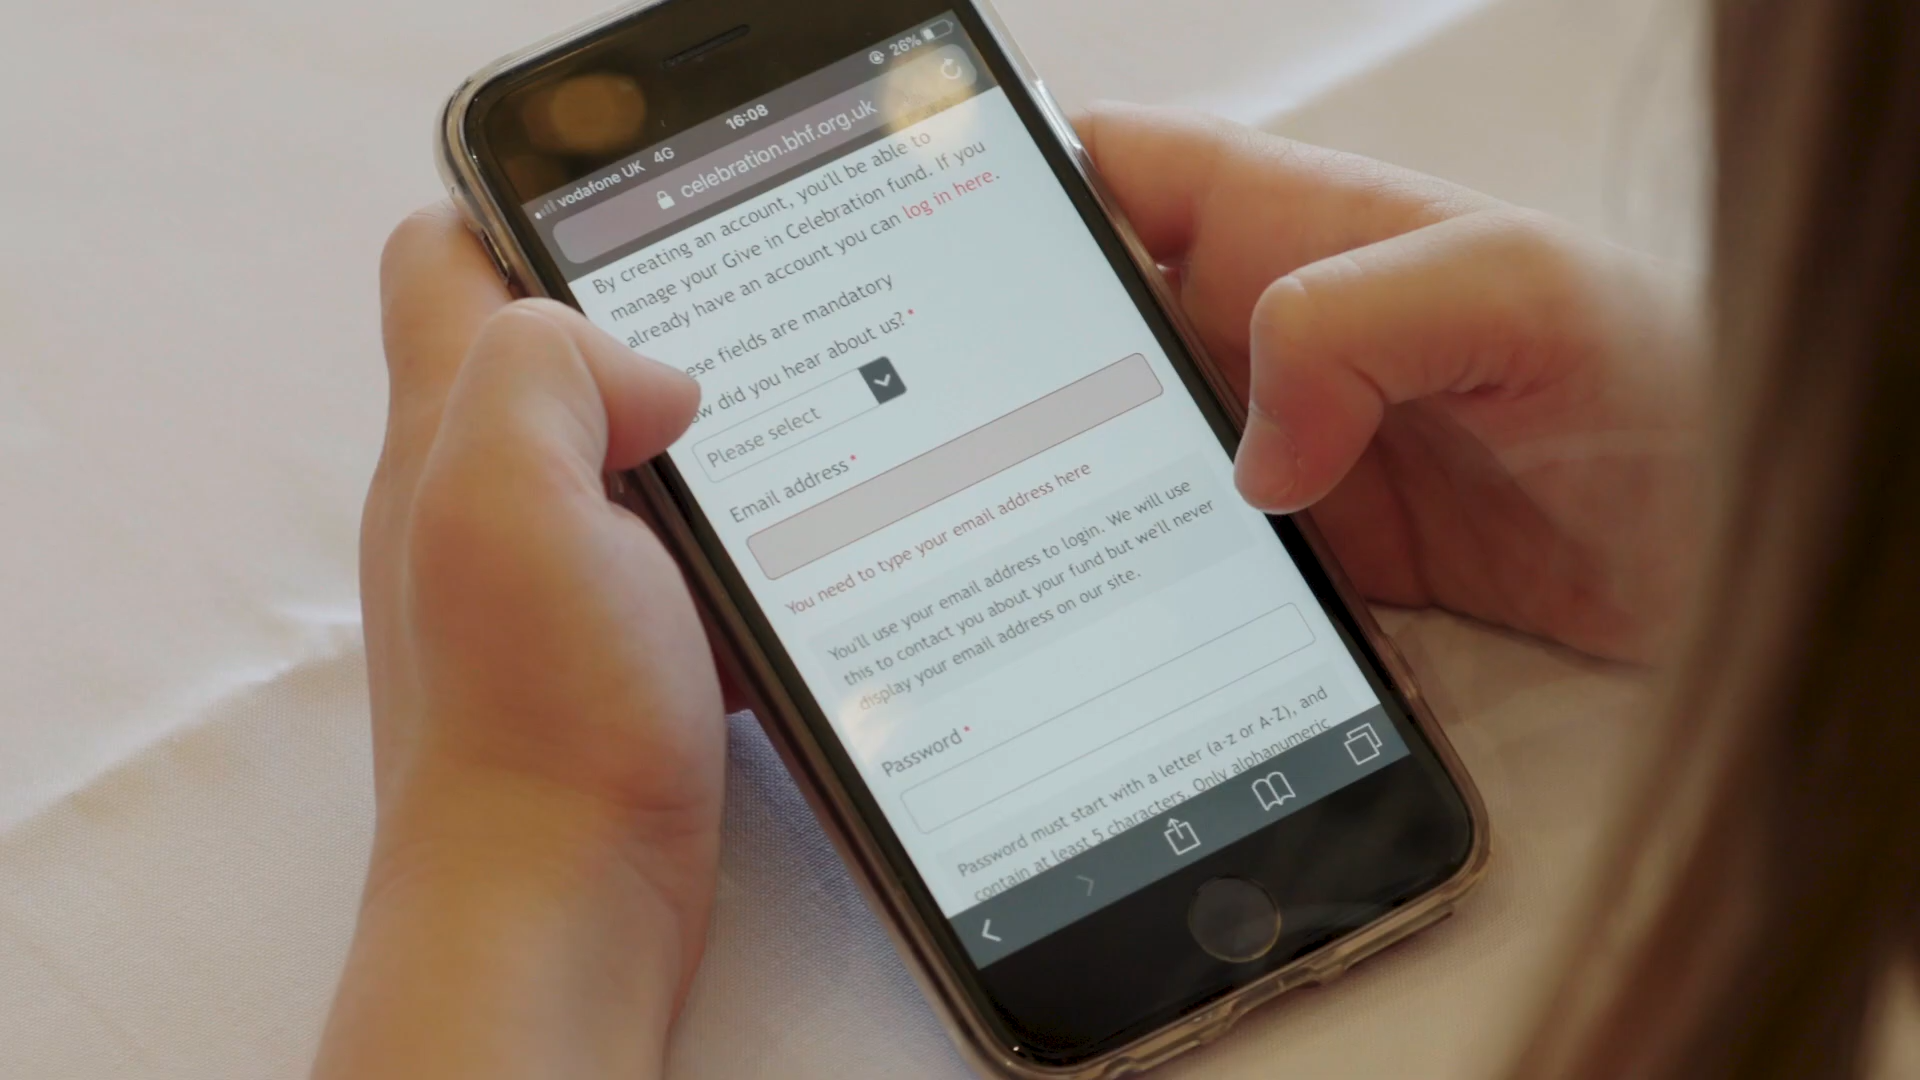 vodafone UK 4G 16:08 26%
celebration.bhf.org.uk
By creating an account, you'll be able to
manage your Give in Celebration fund. If you
already have an account you can log in here.
ese fields are mandatory
ow did you hear about us? *
Please select
Email address *
You need to type your email address here
You'll use your email address to login. We will use
this to contact you about your fund but we'll never
display your email address on our site.
Password *
Password must start with a letter (a-z or A-Z), and
contain at least 5 characters. Only alphanumeric